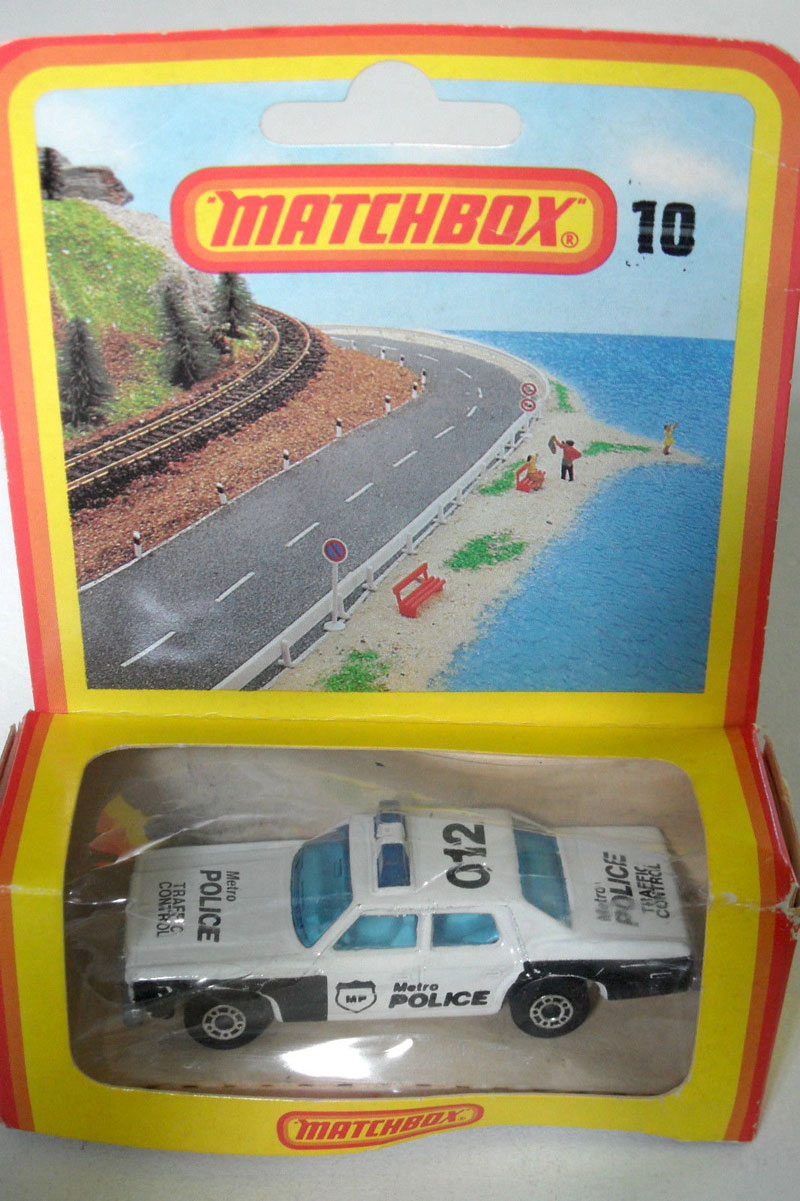 "MATCHBOX"®
10
012
Metro
POLICE
TRAFFIC
CONTROL
Metro
POLICE
TRAFFIC
CONTROL
MP
Metro
POLICE
"MATCHBOX"®